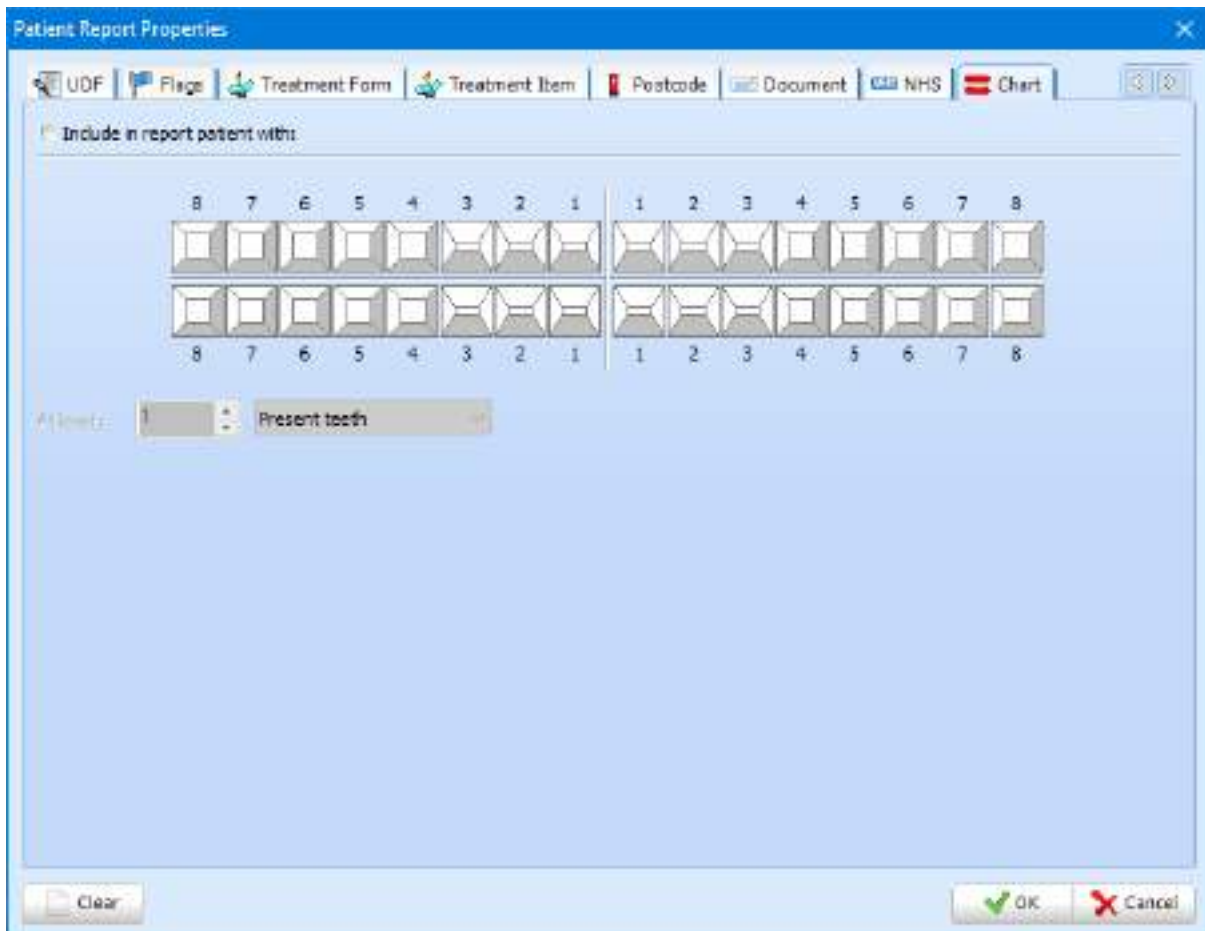 Patient Report Properties
UDF Flags Treatment Form Treatment Item Postcode Document NHS Chart
Include in report patient with:
8 7 6 5 4 3 2 1 1 2 3 4 5 6 7 8
8 7 6 5 4 3 2 1 1 2 3 4 5 6 7 8
1 Present teeth
Clear OK Cancel